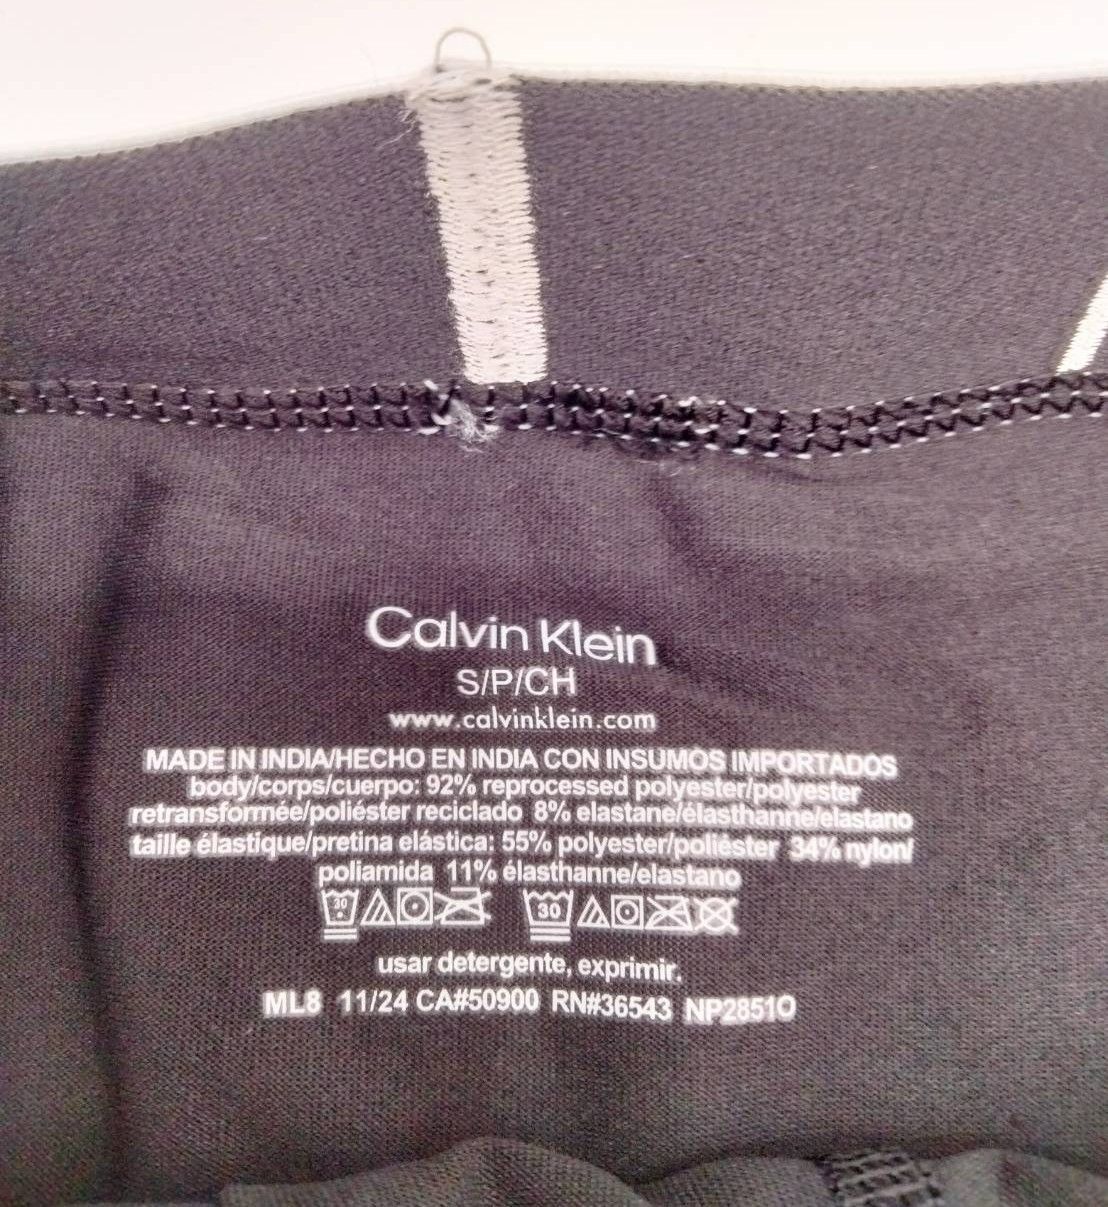 Calvin Klein
S/P/CH
www.calvinklein.com
MADE IN INDIA/HECHO EN INDIA CON INSUMOS IMPORTADOS
body/corps/cuerpo: 92% reprocessed polyester/polyester
retransformée/poliéster reciclado 8% elastane/élasthanne/elastano
taille élastique/pretina elástica: 55% polyester/poliéster 34% nylon/
poliamida 11% élasthanne/elastano
30 30
usar detergente, exprimir.
ML8 11/24 CA#50900 RN#36543 NP2851O